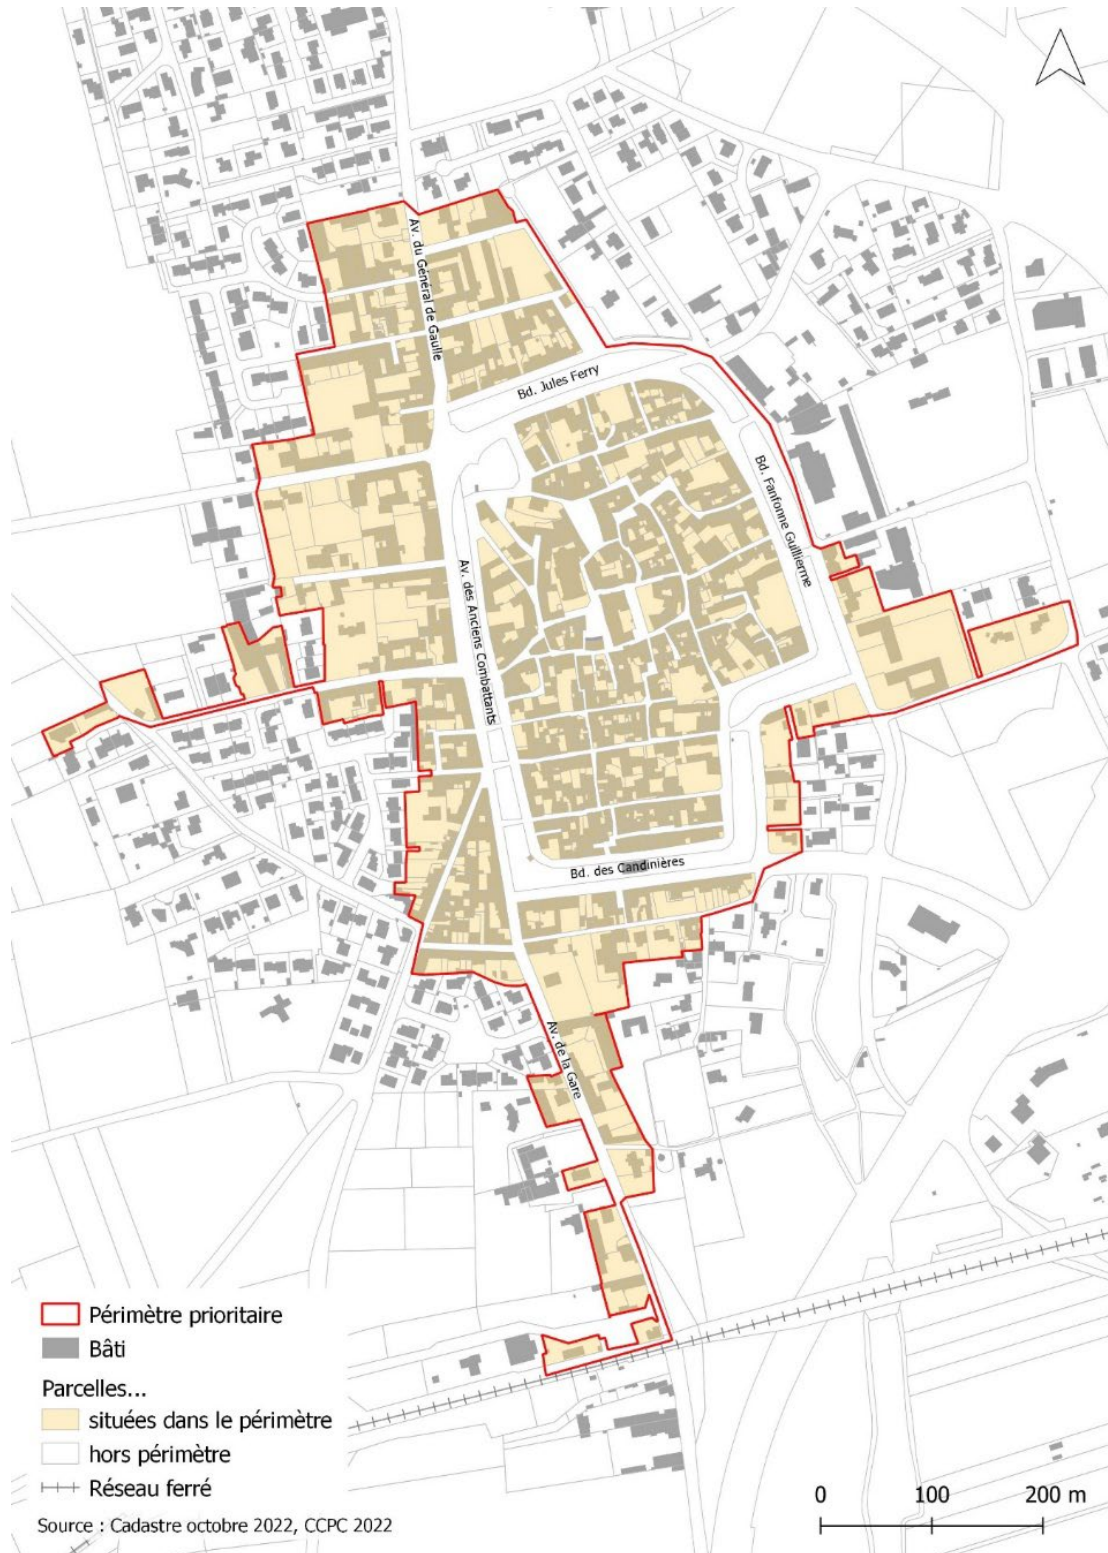 Av. du Général de Gaulle
Bd. Jules Ferry
Bd. Fanfonne Guillierme
Av. des Anciens Combattants
Bd. des Candinières
Av. de la Gare
Périmètre prioritaire
Bâti
Parcelles...
situées dans le périmètre
hors périmètre
Réseau ferré
Source : Cadastre octobre 2022, CCPC 2022
0 100 200 m